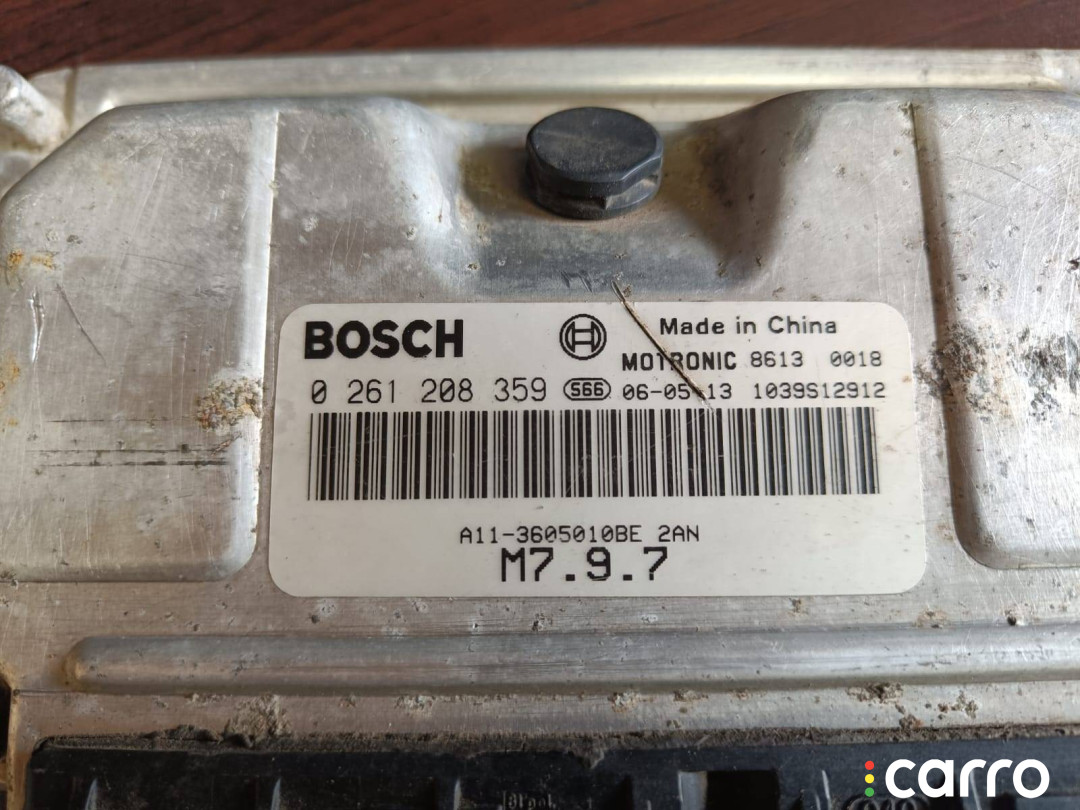 BOSCH
Made in China
MOTRONIC 8613 0018
0 261 208 359 S66 06-05-13 1039S12912
A11-3605010BE 2AN
M7.9.7
carro